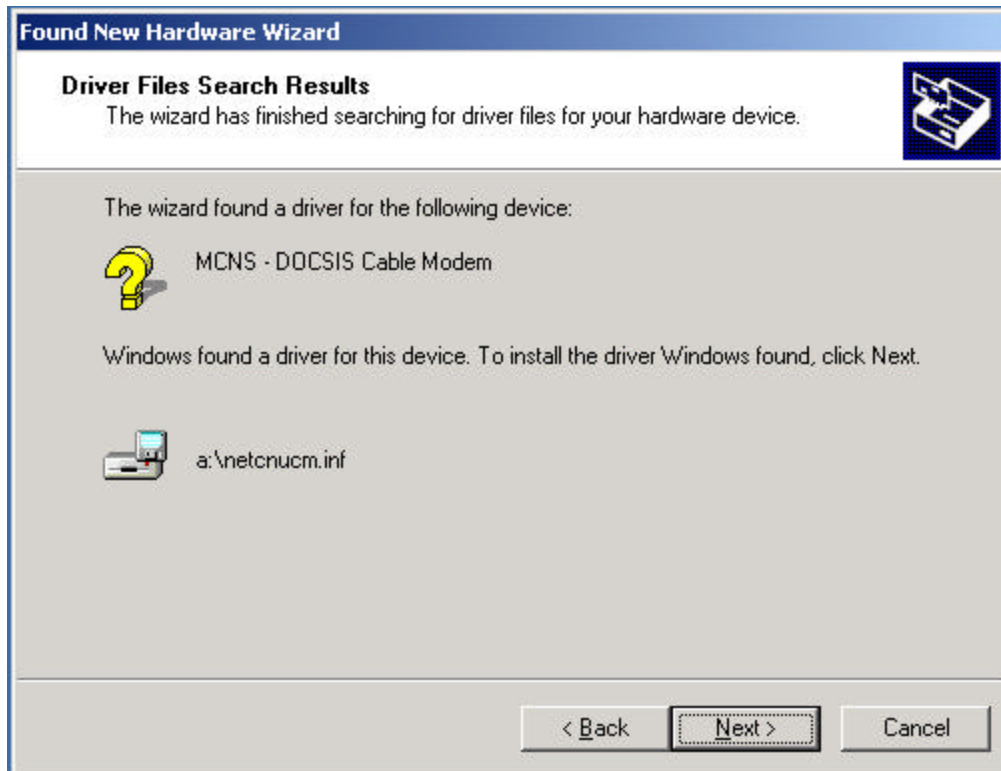 Found New Hardware Wizard
Driver Files Search Results
The wizard has finished searching for driver files for your hardware device.
The wizard found a driver for the following device:
MCNS - DOCSIS Cable Modem
Windows found a driver for this device. To install the driver Windows found, click Next.
a:\netcnucm.inf
< Back Next > Cancel